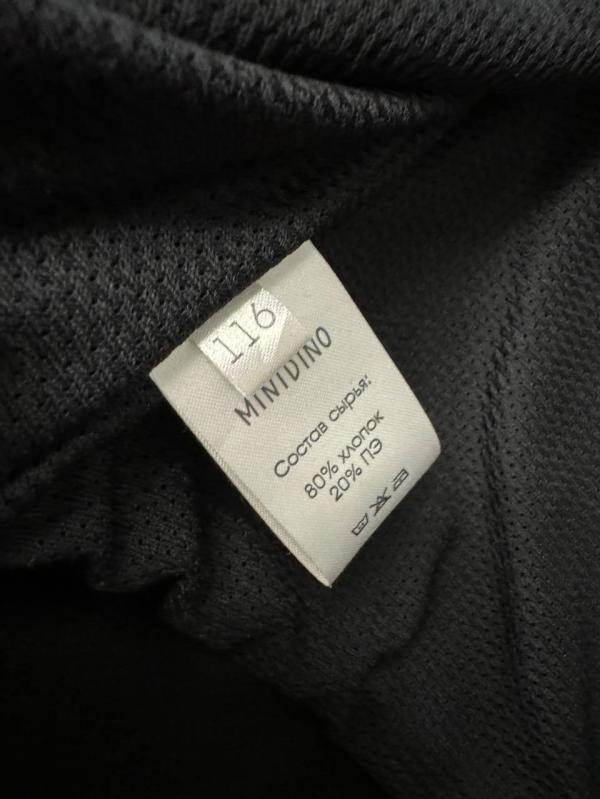 116
MINIDINO
Состав сырья:
80% хлопок
20% ПЭ